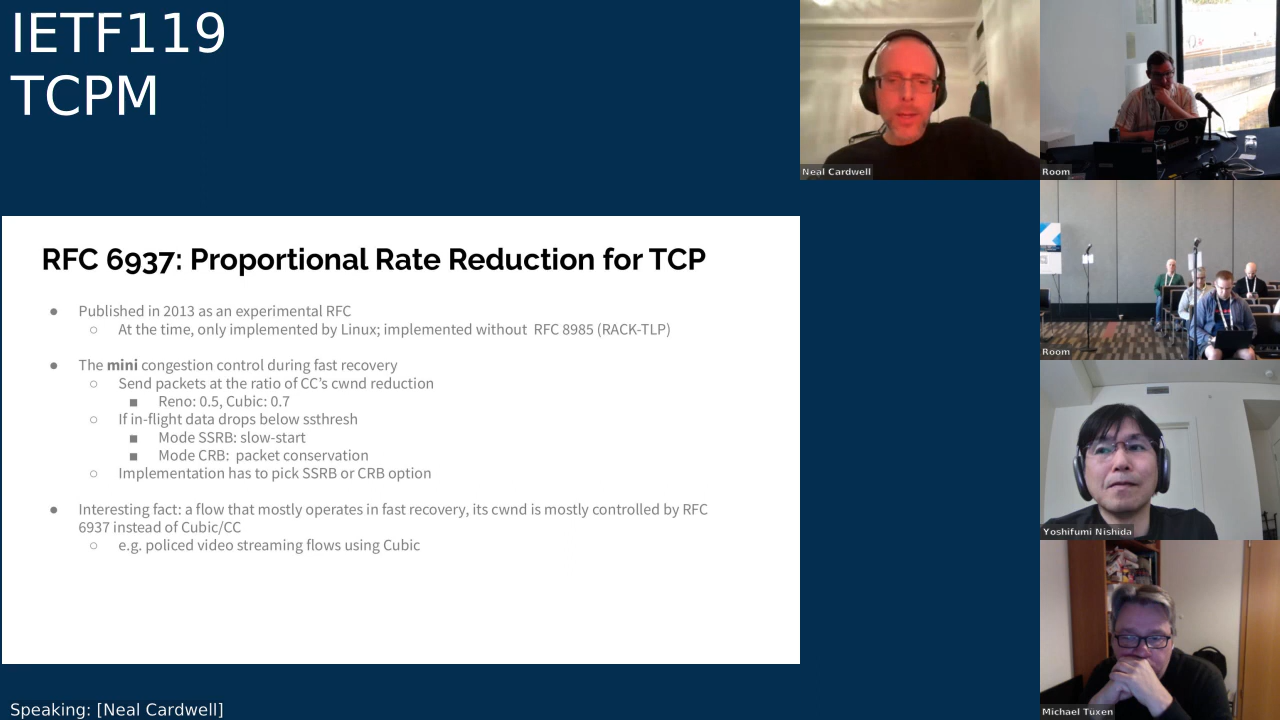 IETF119
TCPM
RFC 6937: Proportional Rate Reduction for TCP
● Published in 2013 as an experimental RFC
○ At the time, only implemented by Linux; implemented without RFC 8985 (RACK-TLP)
● The mini congestion control during fast recovery
○ Send packets at the ratio of CC’s cwnd reduction
■ Reno: 0.5, Cubic: 0.7
○ If in-flight data drops below ssthresh
■ Mode SSRB: slow-start
■ Mode CRB: packet conservation
○ Implementation has to pick SSRB or CRB option
● Interesting fact: a flow that mostly operates in fast recovery, its cwnd is mostly controlled by RFC
6937 instead of Cubic/CC
○ e.g. policed video streaming flows using Cubic
Speaking: [Neal Cardwell]
Neal Cardwell
Room
Room
Yoshifumi Nishida
Michael Tuxen